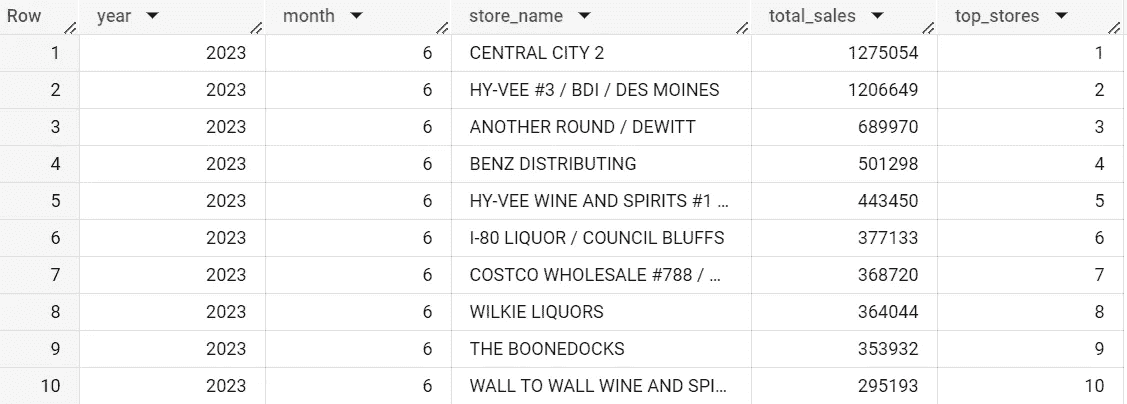 Row year month store_name total_sales top_stores
1 2023 6 CENTRAL CITY 2 1275054 1
2 2023 6 HY-VEE #3 / BDI / DES MOINES 1206649 2
3 2023 6 ANOTHER ROUND / DEWITT 689970 3
4 2023 6 BENZ DISTRIBUTING 501298 4
5 2023 6 HY-VEE WINE AND SPIRITS #1 ... 443450 5
6 2023 6 I-80 LIQUOR / COUNCIL BLUFFS 377133 6
7 2023 6 COSTCO WHOLESALE #788 / ... 368720 7
8 2023 6 WILKIE LIQUORS 364044 8
9 2023 6 THE BOONEDOCKS 353932 9
10 2023 6 WALL TO WALL WINE AND SPI... 295193 10